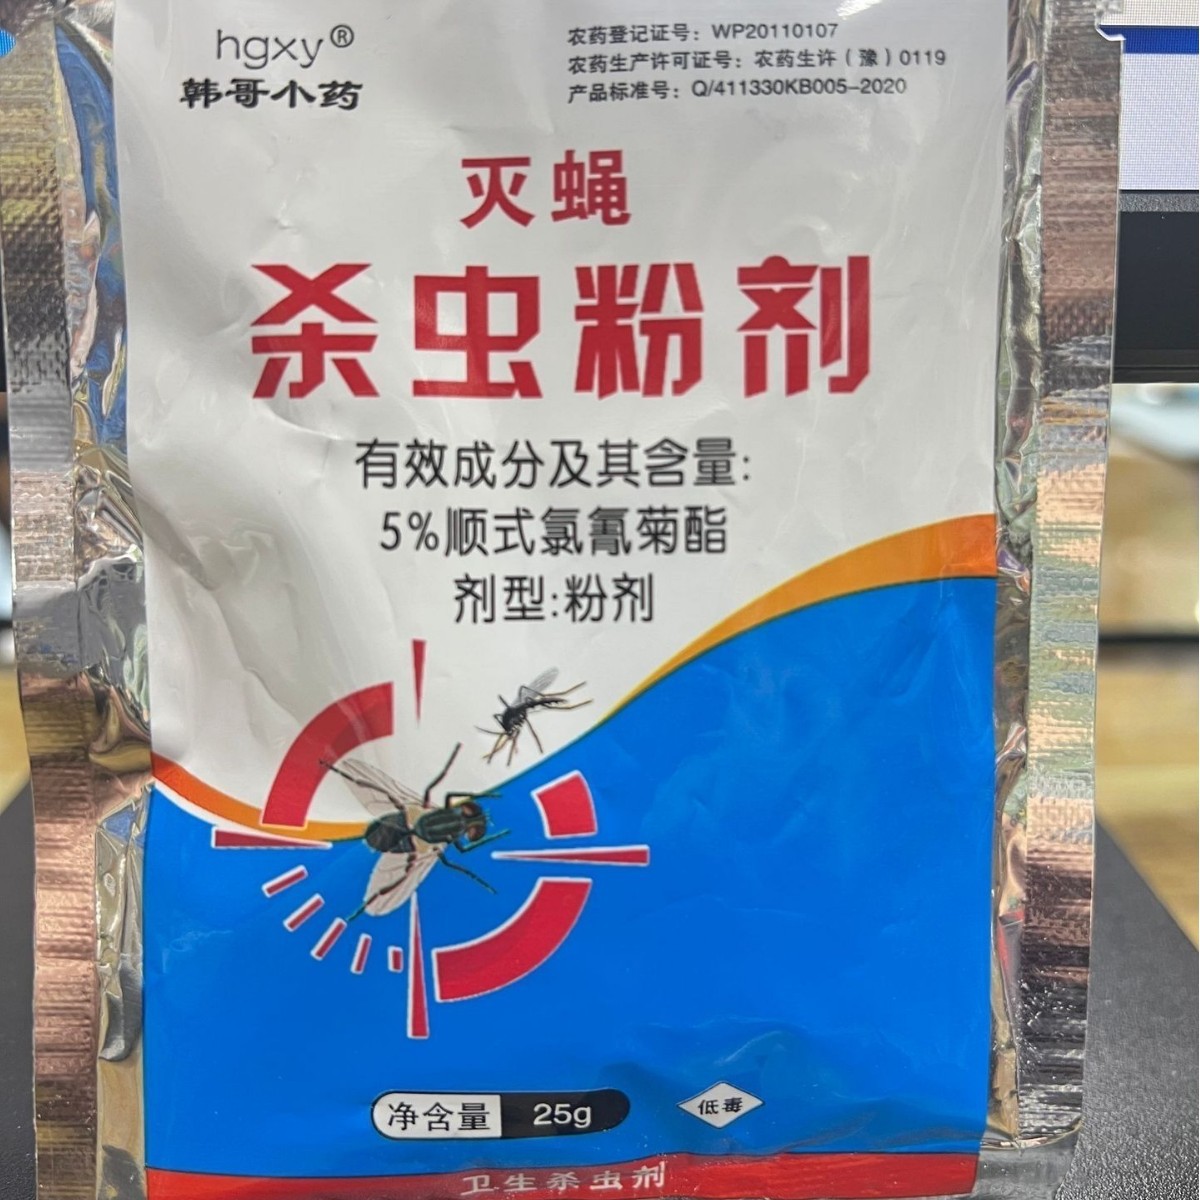 hgxy®
韩哥小药
农药登记证号：WP20110107
农药生产许可证号：农药生许（豫）0119
产品标准号：Q/411330KB005-2020
灭蝇
杀虫粉剂
有效成分及其含量：
5%顺式氯氰菊酯
剂型:粉剂
净含量 25g
低毒
卫生杀虫剂